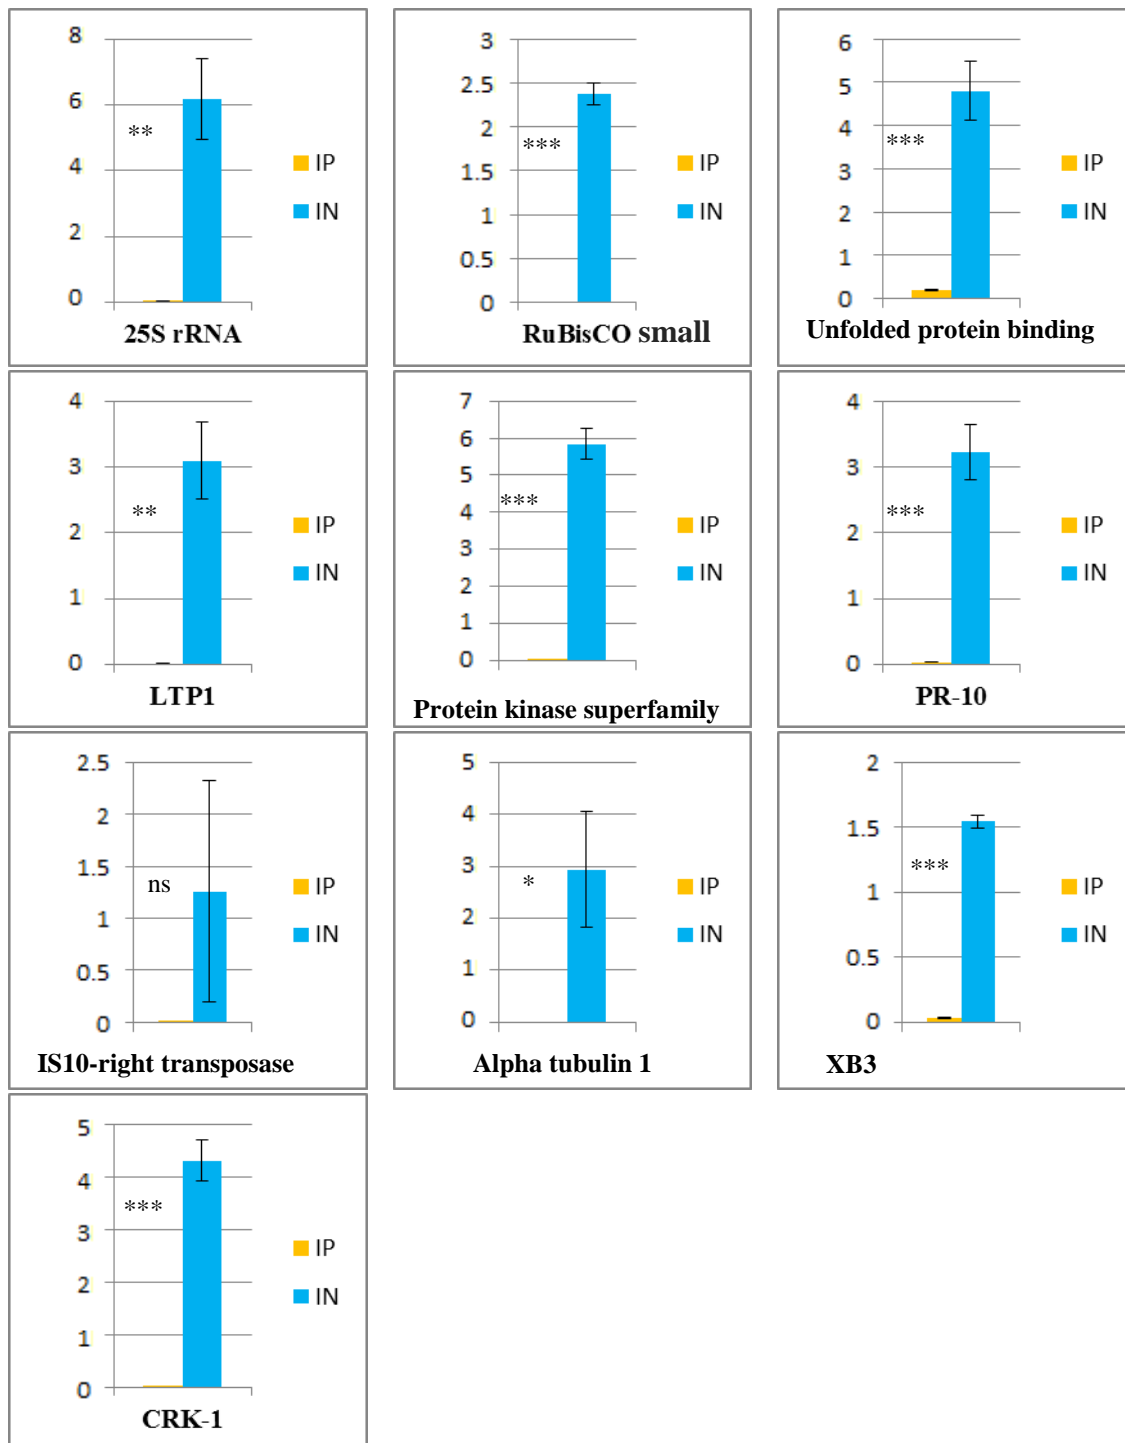 8
6
4
2
0
**
IP
IN
25S rRNA
3
2.5
2
1.5
1
0.5
0
***
IP
IN
RuBisCO small
6
5
4
3
2
1
0
***
IP
IN
Unfolded protein binding
4
3
2
1
0
**
IP
IN
LTP1
7
6
5
4
3
2
1
0
***
IP
IN
Protein kinase superfamily
4
3
2
1
0
***
IP
IN
PR-10
2.5
2
1.5
1
0.5
0
ns
IP
IN
IS10-right transposase
5
4
3
2
1
0
*
IP
IN
Alpha tubulin 1
2
1.5
1
0.5
0
***
IP
IN
XB3
5
4
3
2
1
0
***
IP
IN
CRK-1